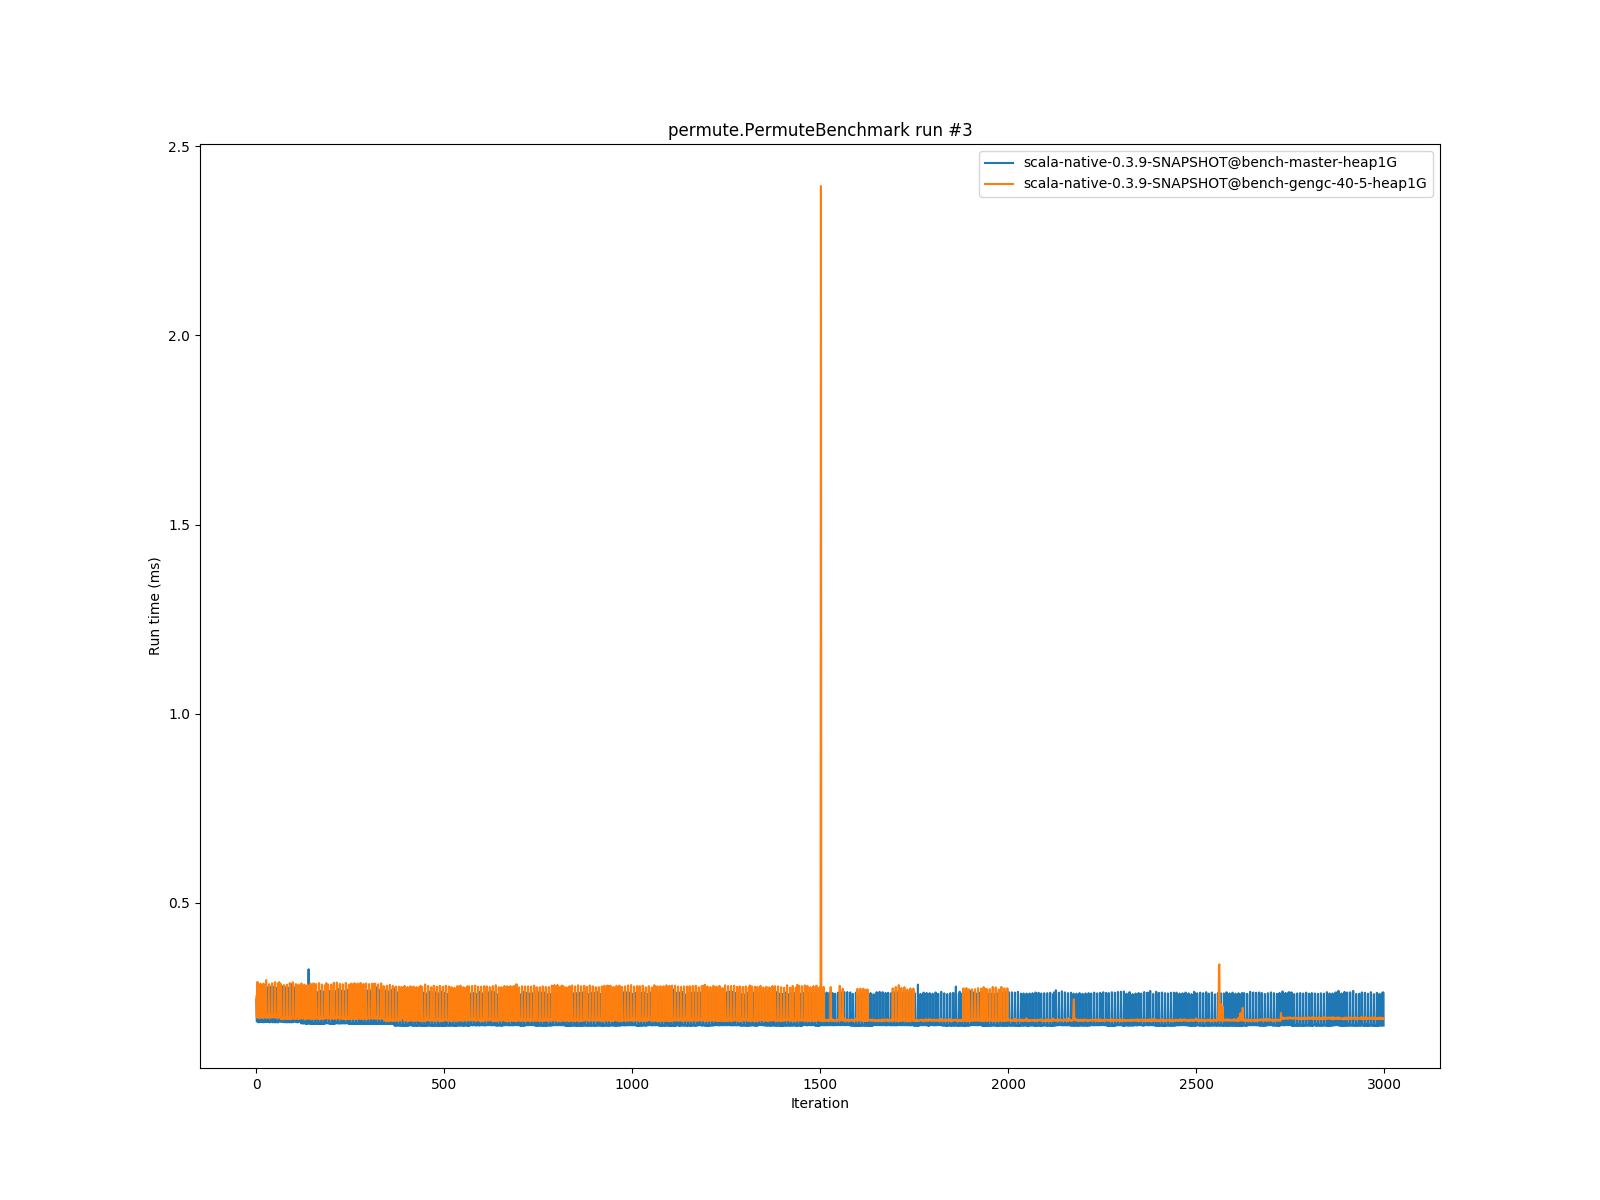 permute.PermuteBenchmark run #3
scala-native-0.3.9-SNAPSHOT@bench-master-heap1G
scala-native-0.3.9-SNAPSHOT@bench-gengc-40-5-heap1G
2.5
2.0
1.5
1.0
0.5
Run time (ms)
0 500 1000 1500 2000 2500 3000
Iteration